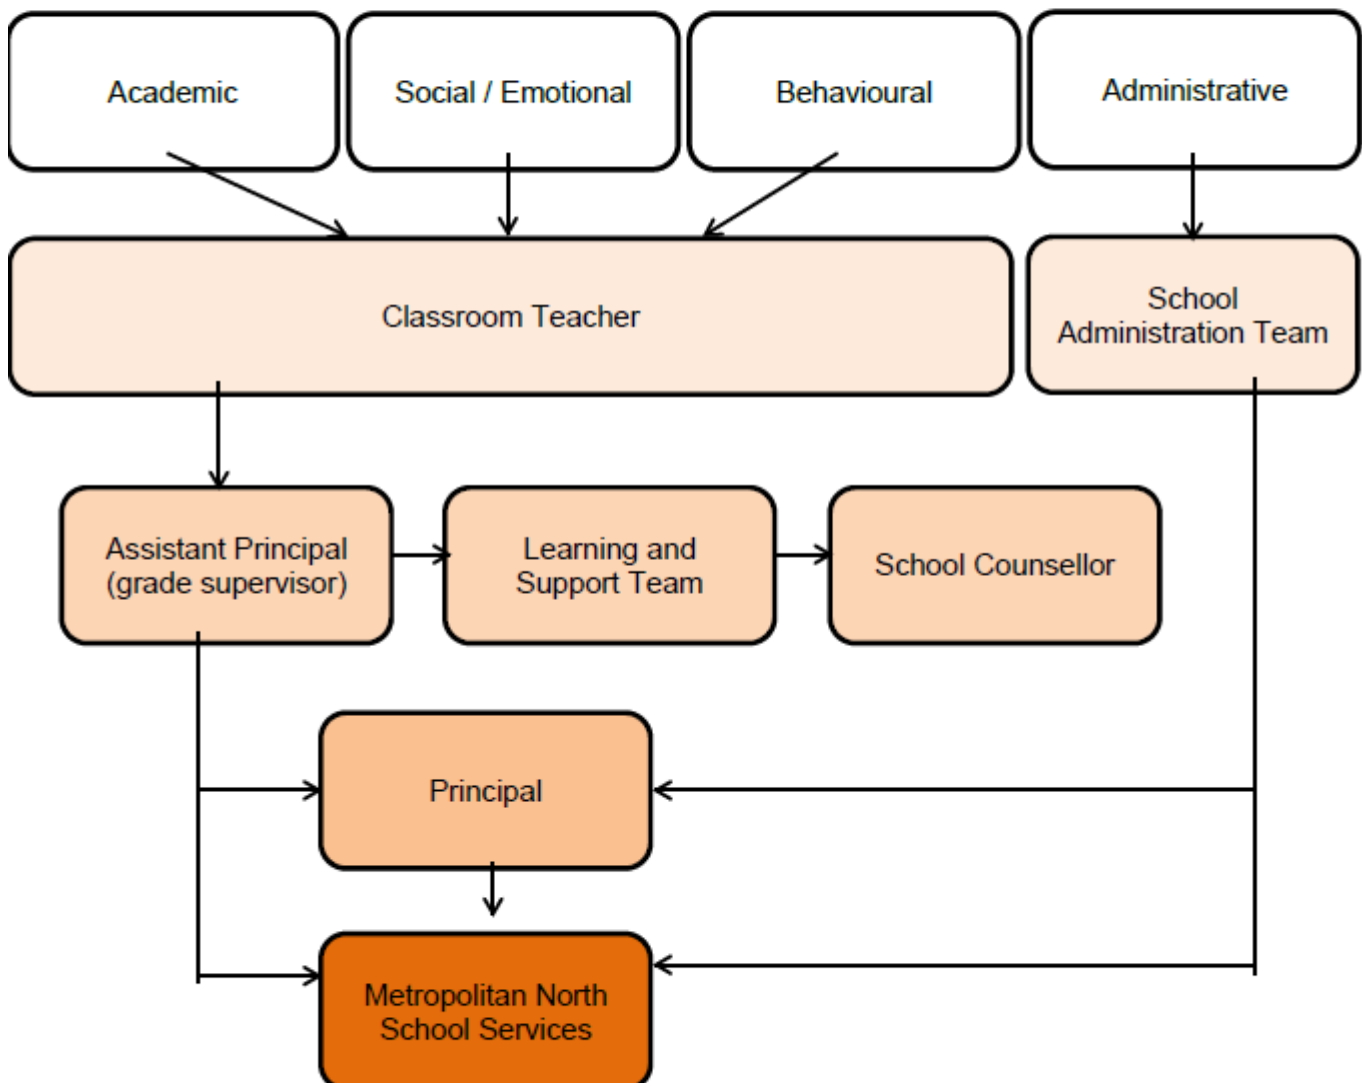 Academic
Social / Emotional
Behavioural
Administrative
Classroom Teacher
School
Administration Team
Assistant Principal
(grade supervisor)
Learning and
Support Team
School Counsellor
Principal
Metropolitan North
School Services